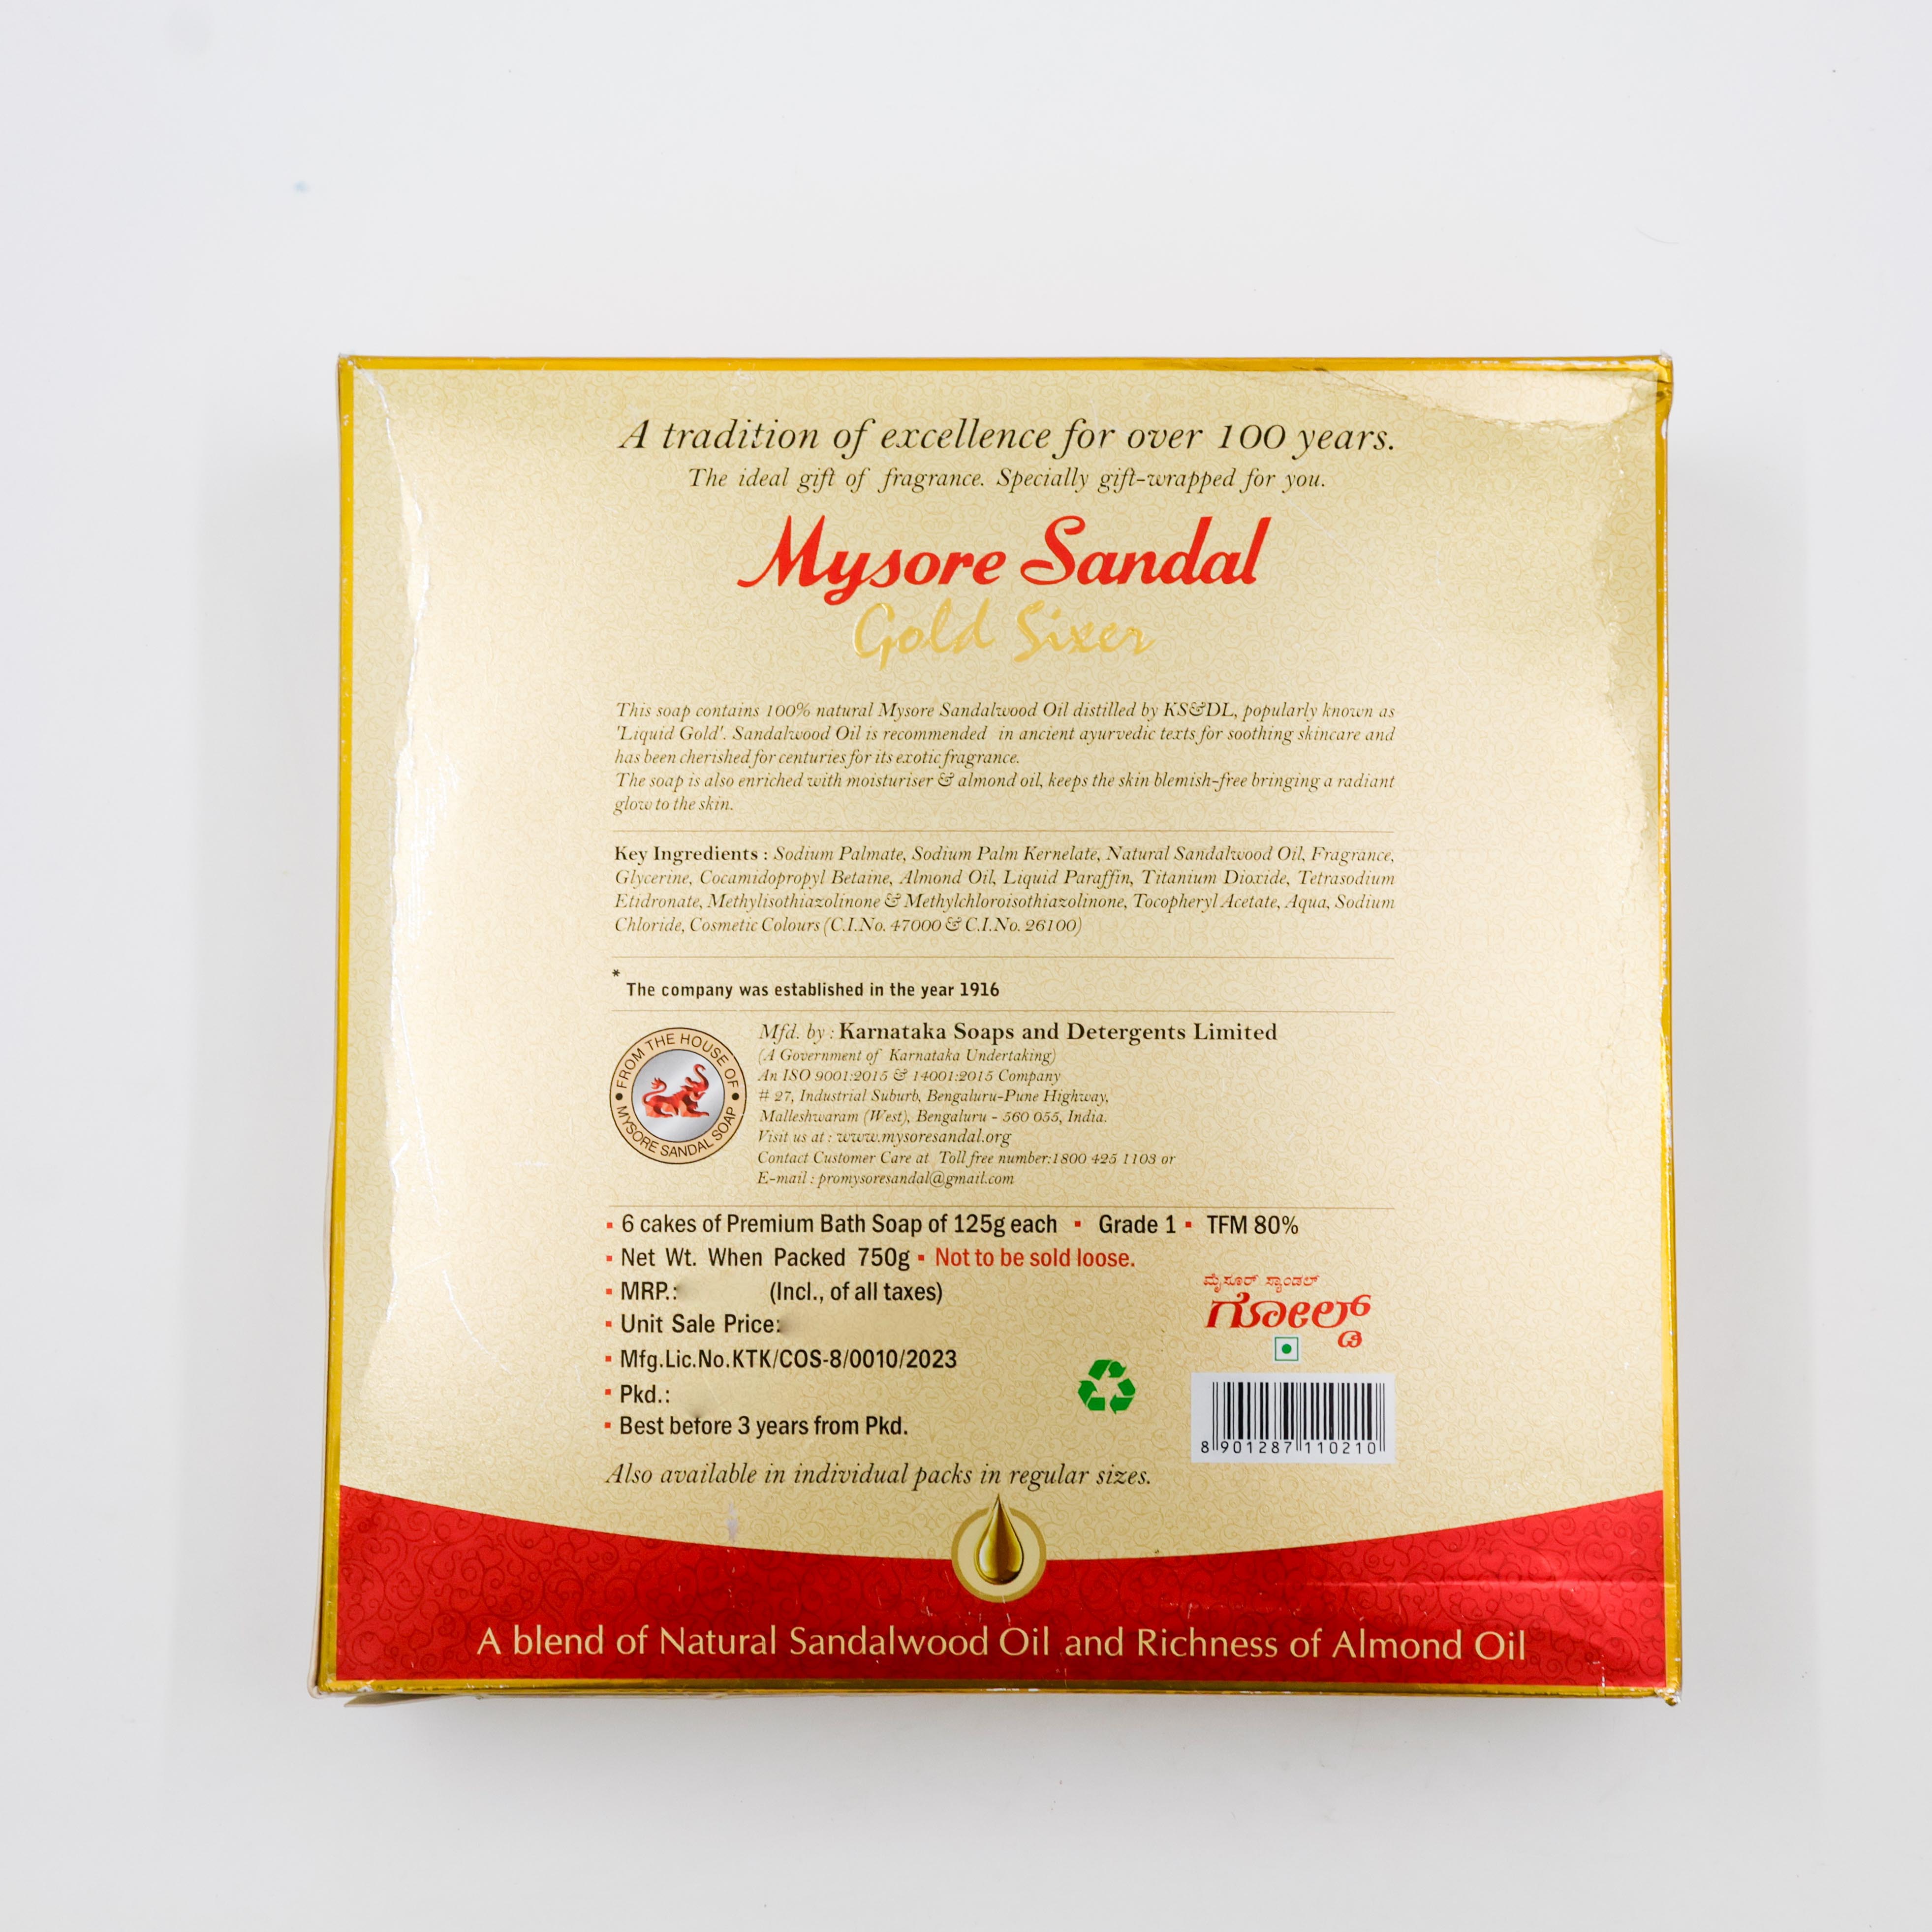 A tradition of excellence for over 100 years.
The ideal gift of fragrance. Specially gift-wrapped for you.
Mysore Sandal
Gold Sixer
This soap contains 100% natural Mysore Sandalwood Oil distilled by KS&DL, popularly known as
'Liquid Gold'. Sandalwood Oil is recommended in ancient ayurvedic texts for soothing skincare and
has been cherished for centuries for its exotic fragrance.
The soap is also enriched with moisturiser & almond oil, keeps the skin blemish-free bringing a radiant
glow to the skin.
Key Ingredients : Sodium Palmate, Sodium Palm Kernelate, Natural Sandalwood Oil, Fragrance,
Glycerine, Cocamidopropyl Betaine, Almond Oil, Liquid Paraffin, Titanium Dioxide, Tetrasodium
Etidronate, Methylisothiazolinone & Methylchloroisothiazolinone, Tocopheryl Acetate, Aqua, Sodium
Chloride, Cosmetic Colours (C.I.No. 47000 & C.I.No. 26100)
* The company was established in the year 1916
FROM THE HOUSE OF
MYSORE SANDAL SOAP
Mfd. by : Karnataka Soaps and Detergents Limited
(A Government of Karnataka Undertaking)
An ISO 9001:2015 & 14001:2015 Company
# 27, Industrial Suburb, Bengaluru-Pune Highway,
Malleshwaram (West), Bengaluru - 560 055, India.
Visit us at : www.mysoresandal.org
Contact Customer Care at Toll free number:1800 425 1103 or
E-mail : promysoresandal@gmail.com
▪ 6 cakes of Premium Bath Soap of 125g each ▪ Grade 1 ▪ TFM 80%
▪ Net Wt. When Packed 750g ▪ Not to be sold loose.
▪ MRP.: (Incl., of all taxes)
▪ Unit Sale Price:
▪ Mfg.Lic.No.KTK/COS-8/0010/2023
▪ Pkd.:
▪ Best before 3 years from Pkd.
ಮೈಸೂರ್ ಸ್ಯಾಂಡಲ್
ಗೋಲ್ಡ್
8 901287 110210
Also available in individual packs in regular sizes.
A blend of Natural Sandalwood Oil and Richness of Almond Oil